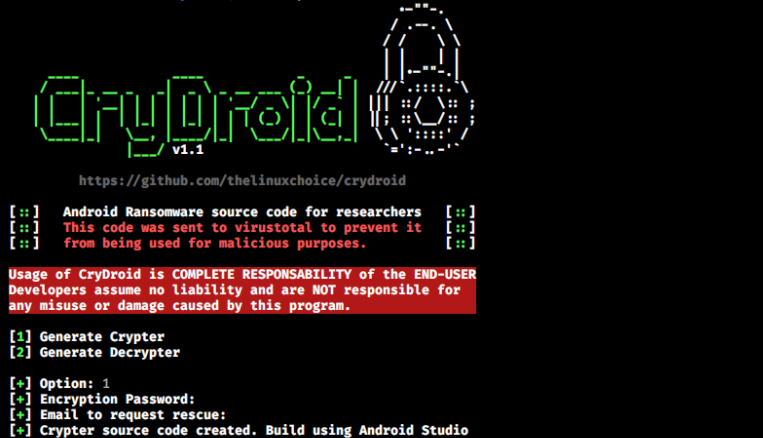 CryDroid
v1.1
https://github.com/thelinuxchoice/crydroid
[::] Android Ransomware source code for researchers [::]
[::] This code was sent to virustotal to prevent it [::]
[::] from being used for malicious purposes. [::]
Usage of CryDroid is COMPLETE RESPONSABILITY of the END-USER
Developers assume no liability and are NOT responsible for
any misuse or damage caused by this program.
[1] Generate Crypter
[2] Generate Decrypter
[+] Option: 1
[+] Encryption Password:
[+] Email to request rescue:
[+] Crypter source code created. Build using Android Studio